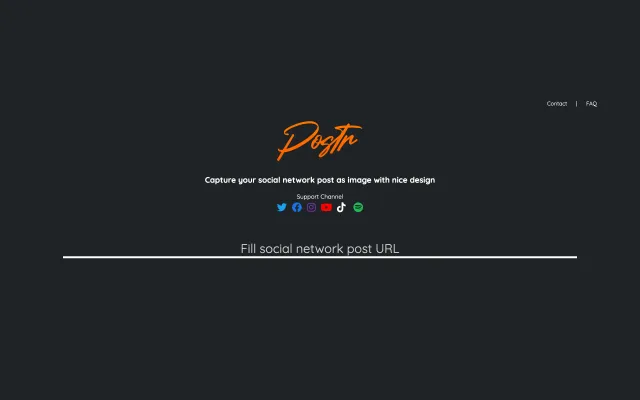 Contact | FAQ
Postr
Capture your social network post as image with nice design
Support Channel
Fill social network post URL